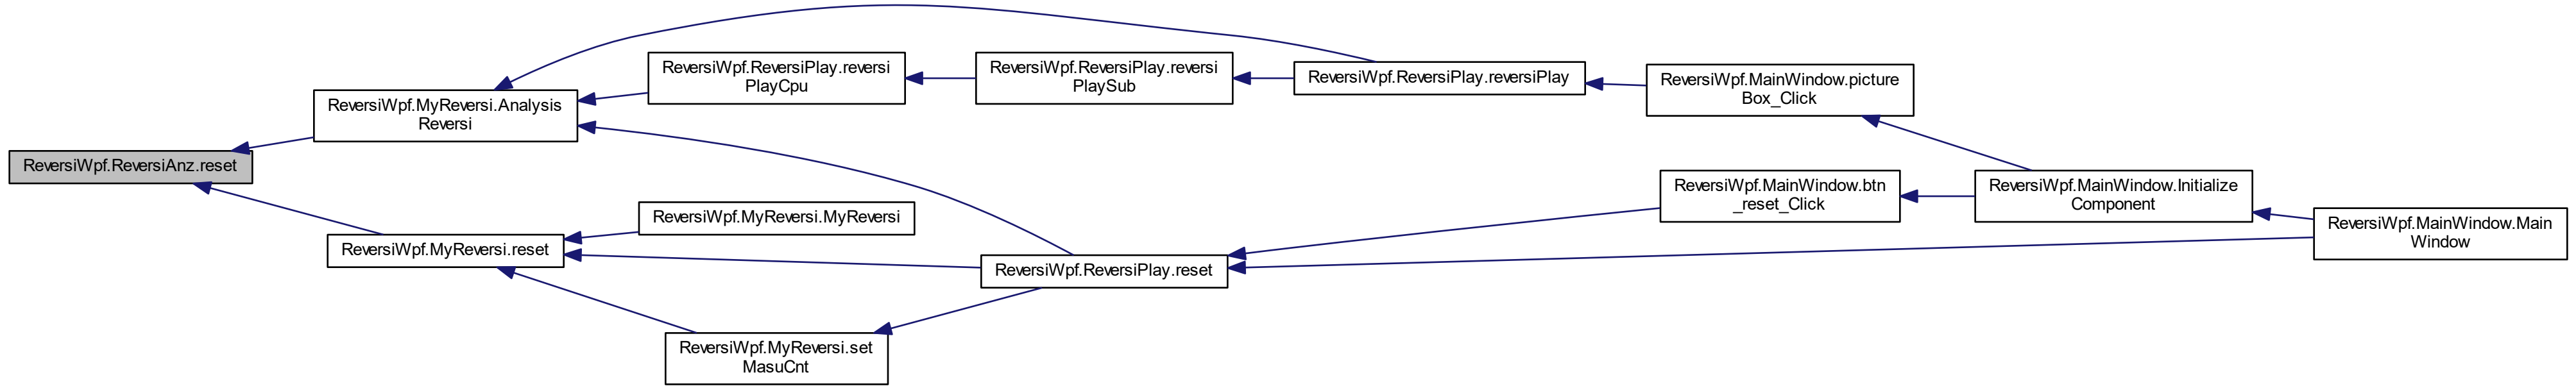 ReversiWpf.ReversiAnz.reset
ReversiWpf.MyReversi.Analysis
Reversi
ReversiWpf.ReversiPlay.reversi
PlayCpu
ReversiWpf.ReversiPlay.reversi
PlaySub
ReversiWpf.ReversiPlay.reversiPlay
ReversiWpf.MainWindow.picture
Box_Click
ReversiWpf.MainWindow.Initialize
Component
ReversiWpf.MainWindow.Main
Window
ReversiWpf.MainWindow.btn
_reset_Click
ReversiWpf.ReversiPlay.reset
ReversiWpf.MyReversi.reset
ReversiWpf.MyReversi.MyReversi
ReversiWpf.MyReversi.set
MasuCnt